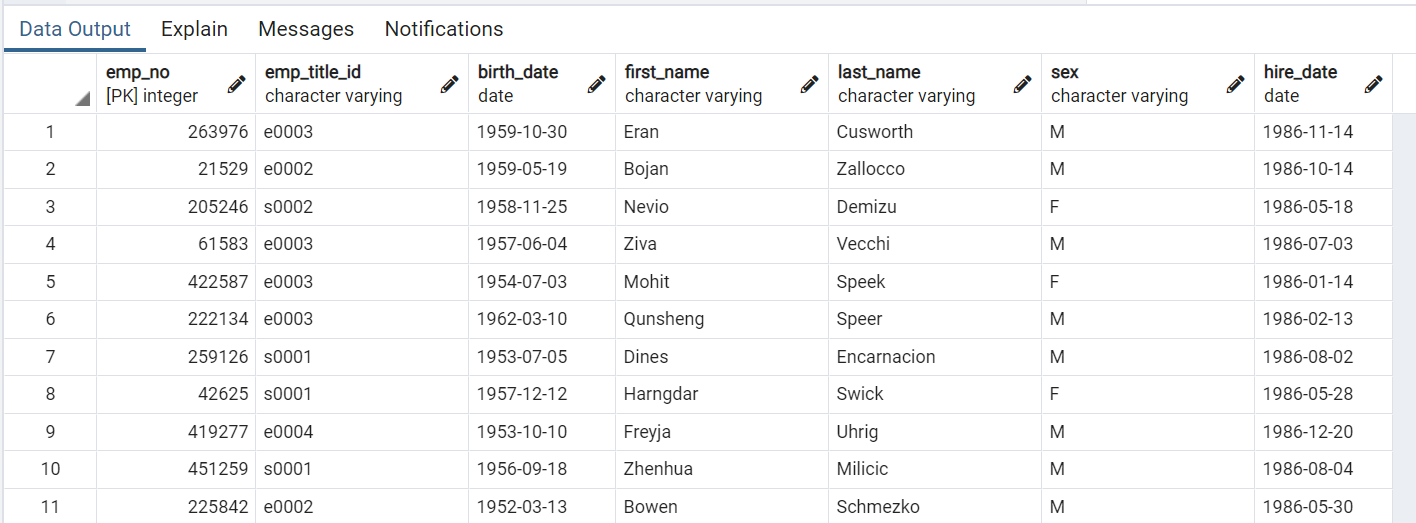 Data Output Explain Messages Notifications
emp_no emp_title_id birth_date first_name last_name sex hire_date
[PK] integer character varying date character varying character varying character varying date
1 263976 e0003 1959-10-30 Eran Cusworth M 1986-11-14
2 21529 e0002 1959-05-19 Bojan Zallocco M 1986-10-14
3 205246 s0002 1958-11-25 Nevio Demizu F 1986-05-18
4 61583 e0003 1957-06-04 Ziva Vecchi M 1986-07-03
5 422587 e0003 1954-07-03 Mohit Speek F 1986-01-14
6 222134 e0003 1962-03-10 Qunsheng Speer M 1986-02-13
7 259126 s0001 1953-07-05 Dines Encarnacion M 1986-08-02
8 42625 s0001 1957-12-12 Harngdar Swick F 1986-05-28
9 419277 e0004 1953-10-10 Freyja Uhrig M 1986-12-20
10 451259 s0001 1956-09-18 Zhenhua Milicic M 1986-08-04
11 225842 e0002 1952-03-13 Bowen Schmezko M 1986-05-30